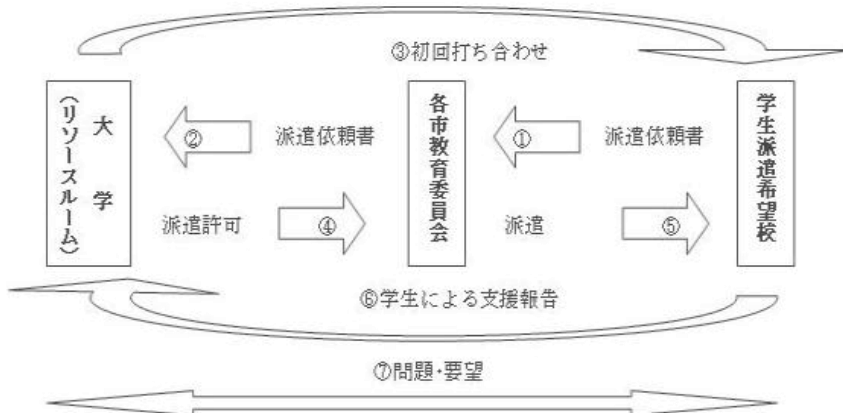 ③初回打ち合わせ
大学
(リソースルーム)
各市教育委員会
学生派遣希望校
② 派遣依頼書
① 派遣依頼書
派遣許可 ④
派遣 ⑤
⑥学生による支援報告
⑦問題・要望